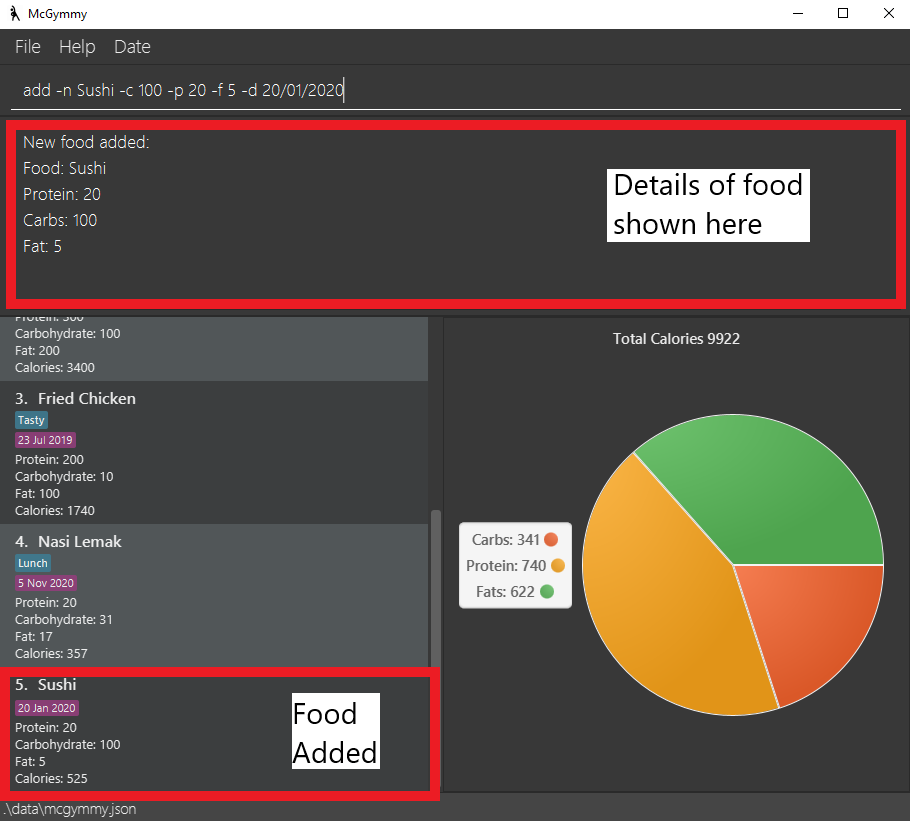 McGymmy
File Help Date
add -n Sushi -c 100 -p 20 -f 5 -d 20/01/2020
New food added:
Food: Sushi
Protein: 20
Carbs: 100
Fat: 5
Details of food
shown here
Protein: 300
Carbohydrate: 100
Fat: 200
Calories: 3400
3. Fried Chicken
Tasty
23 Jul 2019
Protein: 200
Carbohydrate: 10
Fat: 100
Calories: 1740
4. Nasi Lemak
Lunch
5 Nov 2020
Protein: 20
Carbohydrate: 31
Fat: 17
Calories: 357
5. Sushi
20 Jan 2020
Protein: 20
Carbohydrate: 100
Fat: 5
Calories: 525
Food
Added
Total Calories 9922
Carbs: 341
Protein: 740
Fats: 622
.\data\mcgymmy.json